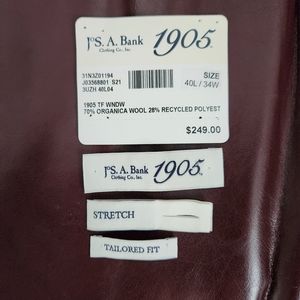 JoS. A. Bank 1905
Clothing Co., Inc.
31N3Z01194
J03568801 S21
3UZH 40L04
SIZE
40L / 34W
1905 TF WNDW
70% ORGANICA WOOL 28% RECYCLED POLYEST
$249.00
JoS. A. Bank 1905
Clothing Co., Inc.
STRETCH
TAILORED FIT